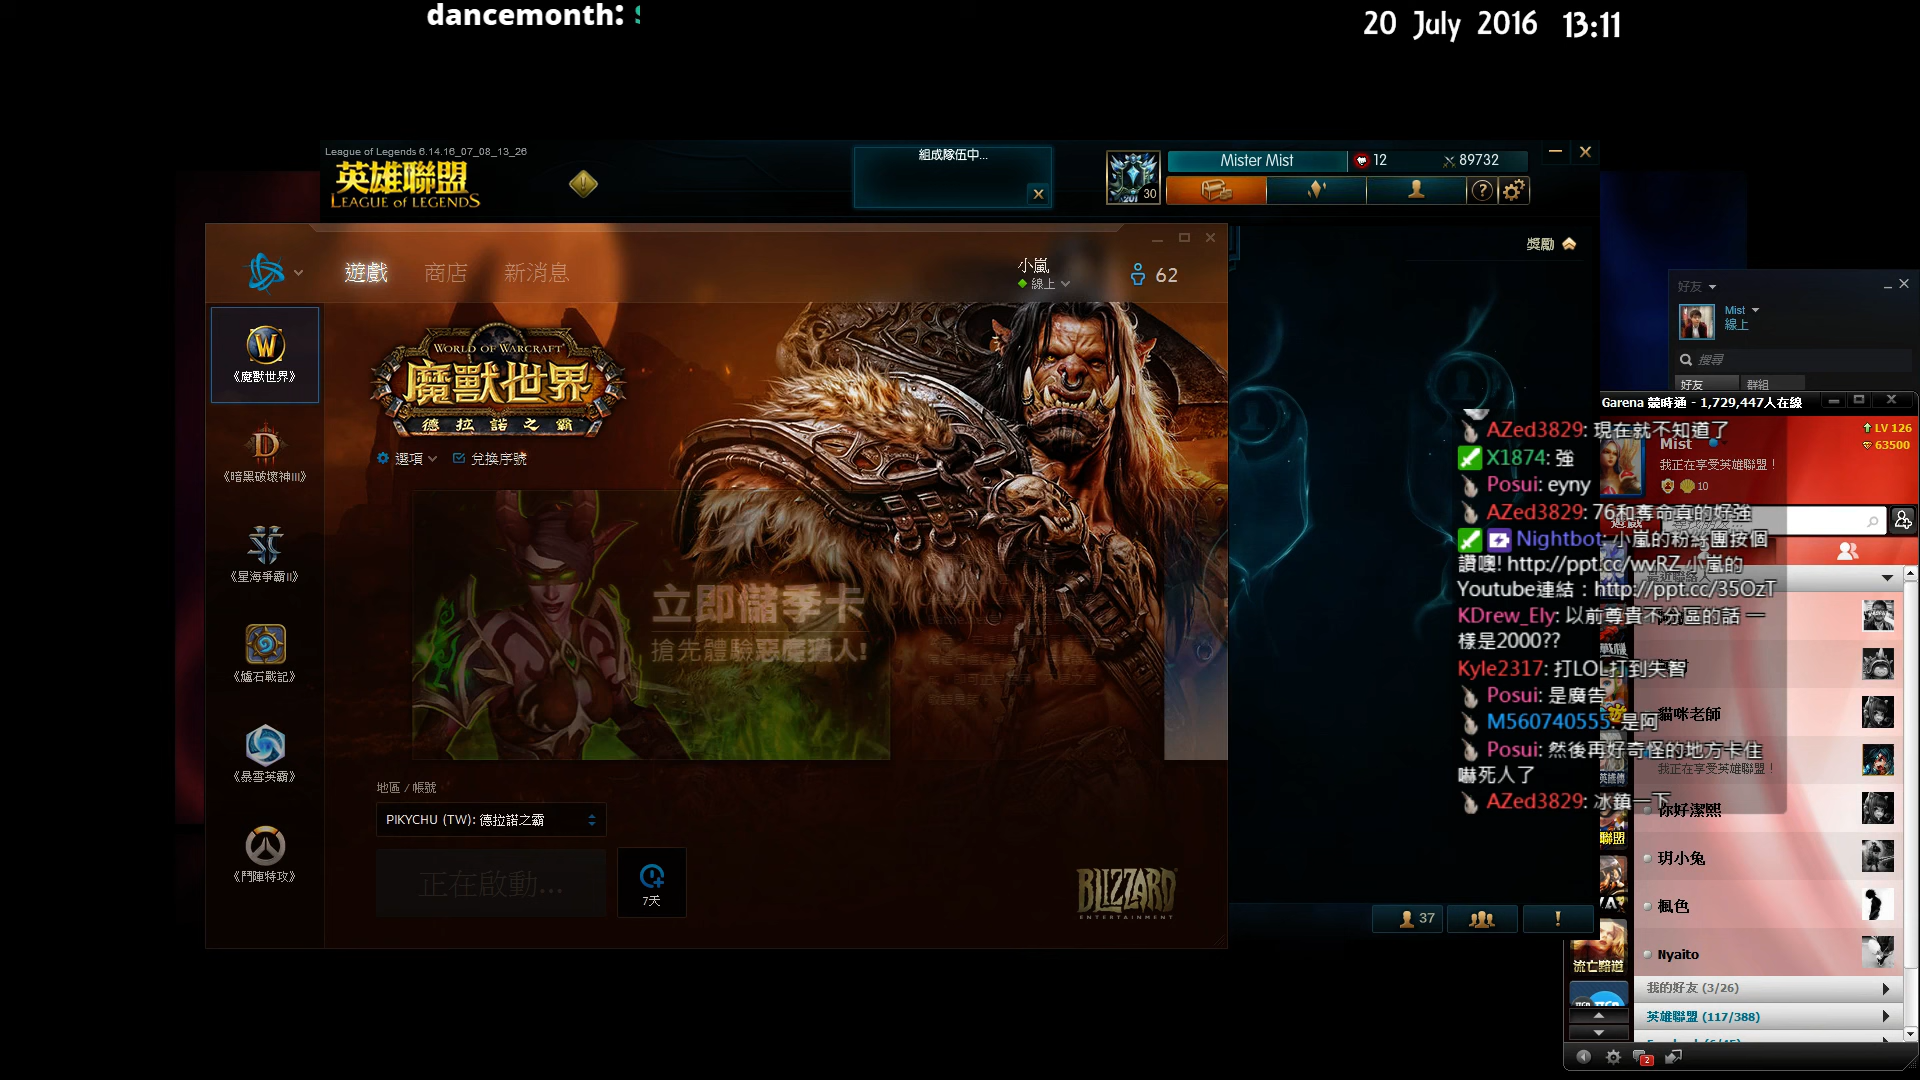 dancemonth:
20 July 2016 13:11
League of Legends 6.14.16_07_08_13_26
英雄聯盟
LEAGUE of LEGENDS
組成隊伍中...
30
Mister Mist
12
89732
獎勵
遊戲
商店
新消息
小嵐
線上
62
《魔獸世界》
《暗黑破壞神III》
《星海爭霸II》
《爐石戰記》
《暴雪英霸》
《鬥陣特攻》
WORLD OF WARCRAFT
魔獸世界
德拉諾之霸
選項
兌換序號
立即儲季卡
搶先體驗惡魔獵人!
地區 / 帳號
PIKYCHU (TW): 德拉諾之霸
正在啟動...
7天
BLIZZARD
ENTERTAINMENT
37
好友
Mist
線上
搜尋
好友
群組
Garena 競時通 - 1,729,447人在線
LV 126
63500
Mist
我正在享受英雄聯盟！
10
AZed3829: 現在就不知道了
X1874: 強
Posui: eyny
AZed3829: 76和奪命真的好強
Nightbot: 小嵐的粉絲團按個
讚噢! http://ppt.cc/wvRZ 小嵐的
Youtube連結：http://ppt.cc/35OzT
KDrew_Ely: 以前尊貴不分區的話 一
樣是2000??
Kyle2317: 打LOL打到失智
Posui: 是廣告
M560740555: 是阿
Posui: 然後再好奇怪的地方卡住
嚇死人了
AZed3829: 冰鎮一下
貓咪老師
我正在享受英雄聯盟！
你好潔熙
玥小兔
楓色
Nyaito
流亡黯道
我的好友 (3/26)
英雄聯盟 (117/388)
2